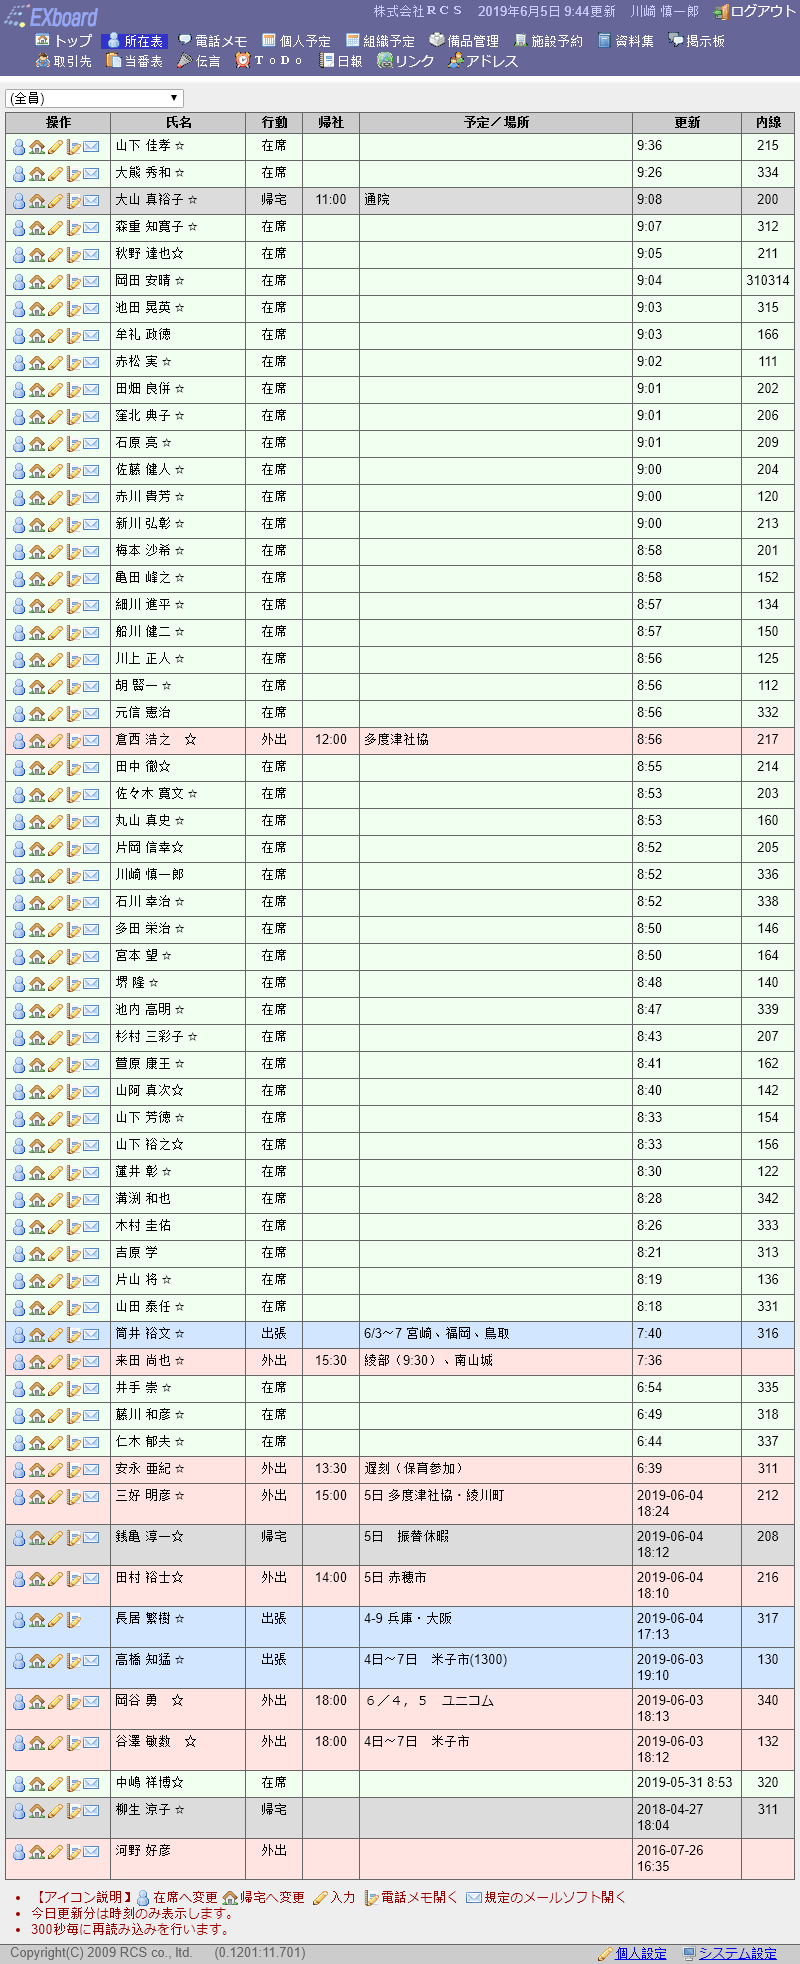 EXboard 株式会社ＲＣＳ 2019年6月5日 9:44更新 川﨑 慎一郎 ログアウト
トップ 所在表 電話メモ 個人予定 組織予定 備品管理 施設予約 資料集 掲示板
取引先 当番表 伝言 ＴｏＤｏ 日報 リンク アドレス
(全員)
操作 氏名 行動 帰社 予定／場所 更新 内線
山下 佳孝 ☆ 在席 9:36 215
大熊 秀和 ☆ 在席 9:26 334
大山 真裕子 ☆ 帰宅 11:00 通院 9:08 200
森重 知寛子 ☆ 在席 9:07 312
秋野 達也☆ 在席 9:05 211
岡田 安晴 ☆ 在席 9:04 310314
池田 晃英 ☆ 在席 9:03 315
牟礼 政徳 在席 9:03 166
赤松 実 ☆ 在席 9:02 111
田畑 良併 ☆ 在席 9:01 202
窪北 典子 ☆ 在席 9:01 206
石原 亮 ☆ 在席 9:01 209
佐藤 健人 ☆ 在席 9:00 204
赤川 貴芳 ☆ 在席 9:00 120
新川 弘彰 ☆ 在席 9:00 213
梅本 沙希 ☆ 在席 8:58 201
亀田 峰之 ☆ 在席 8:58 152
細川 進平 ☆ 在席 8:57 134
船川 健二 ☆ 在席 8:57 150
川上 正人 ☆ 在席 8:56 125
胡 賢一 ☆ 在席 8:56 112
元信 憲治 在席 8:56 332
倉西 浩之　☆ 外出 12:00 多度津社協 8:56 217
田中 徹☆ 在席 8:55 214
佐々木 寛文 ☆ 在席 8:53 203
丸山 真史 ☆ 在席 8:53 160
片岡 信幸☆ 在席 8:52 205
川﨑 慎一郎 在席 8:52 336
石川 幸治 ☆ 在席 8:52 338
多田 栄治 ☆ 在席 8:50 146
宮本 望 ☆ 在席 8:50 164
堺 隆 ☆ 在席 8:48 140
池内 高明 ☆ 在席 8:47 339
杉村 三彩子 ☆ 在席 8:43 207
萱原 康王 ☆ 在席 8:41 162
山阿 真次☆ 在席 8:40 142
山下 芳徳 ☆ 在席 8:33 154
山下 裕之☆ 在席 8:33 156
蓮井 彰 ☆ 在席 8:30 122
溝渕 和也 在席 8:28 342
木村 圭佑 在席 8:26 333
吉原 学 在席 8:21 313
片山 将 ☆ 在席 8:19 136
山田 泰任 ☆ 在席 8:18 331
筒井 裕文 ☆ 出張 6/3～7 宮崎、福岡、鳥取 7:40 316
来田 尚也 ☆ 外出 15:30 綾部（9:30）、南山城 7:36
井手 崇 ☆ 在席 6:54 335
藤川 和彦 ☆ 在席 6:49 318
仁木 郁夫 ☆ 在席 6:44 337
安永 亜紀 ☆ 外出 13:30 遅刻（保育参加） 6:39 311
三好 明彦 ☆ 外出 15:00 5日 多度津社協・綾川町 2019-06-04 212
18:24
銭亀 淳一☆ 帰宅 5日　振替休暇 2019-06-04 208
18:12
田村 裕士☆ 外出 14:00 5日 赤穂市 2019-06-04 216
18:10
長居 繁樹 ☆ 出張 4-9 兵庫・大阪 2019-06-04 317
17:13
高橋 知猛 ☆ 出張 4日～7日　米子市(1300) 2019-06-03 130
19:10
岡谷 勇　☆ 外出 18:00 ６／４，５　ユニコム 2019-06-03 340
18:13
谷澤 敏数　☆ 外出 18:00 4日～7日　米子市 2019-06-03 132
18:12
中嶋 祥博☆ 在席 2019-05-31 8:53 320
柳生 涼子 ☆ 帰宅 2018-04-27 311
18:04
河野 好彦 外出 2016-07-26
16:35
• 【アイコン説明】 在席へ変更 帰宅へ変更 入力 電話メモ開く 規定のメールソフト開く
• 今日更新分は時刻のみ表示します。
• 300秒毎に再読み込みを行います。
Copyright(C) 2009 RCS co., ltd. (0.1201:11.701) 個人設定 システム設定